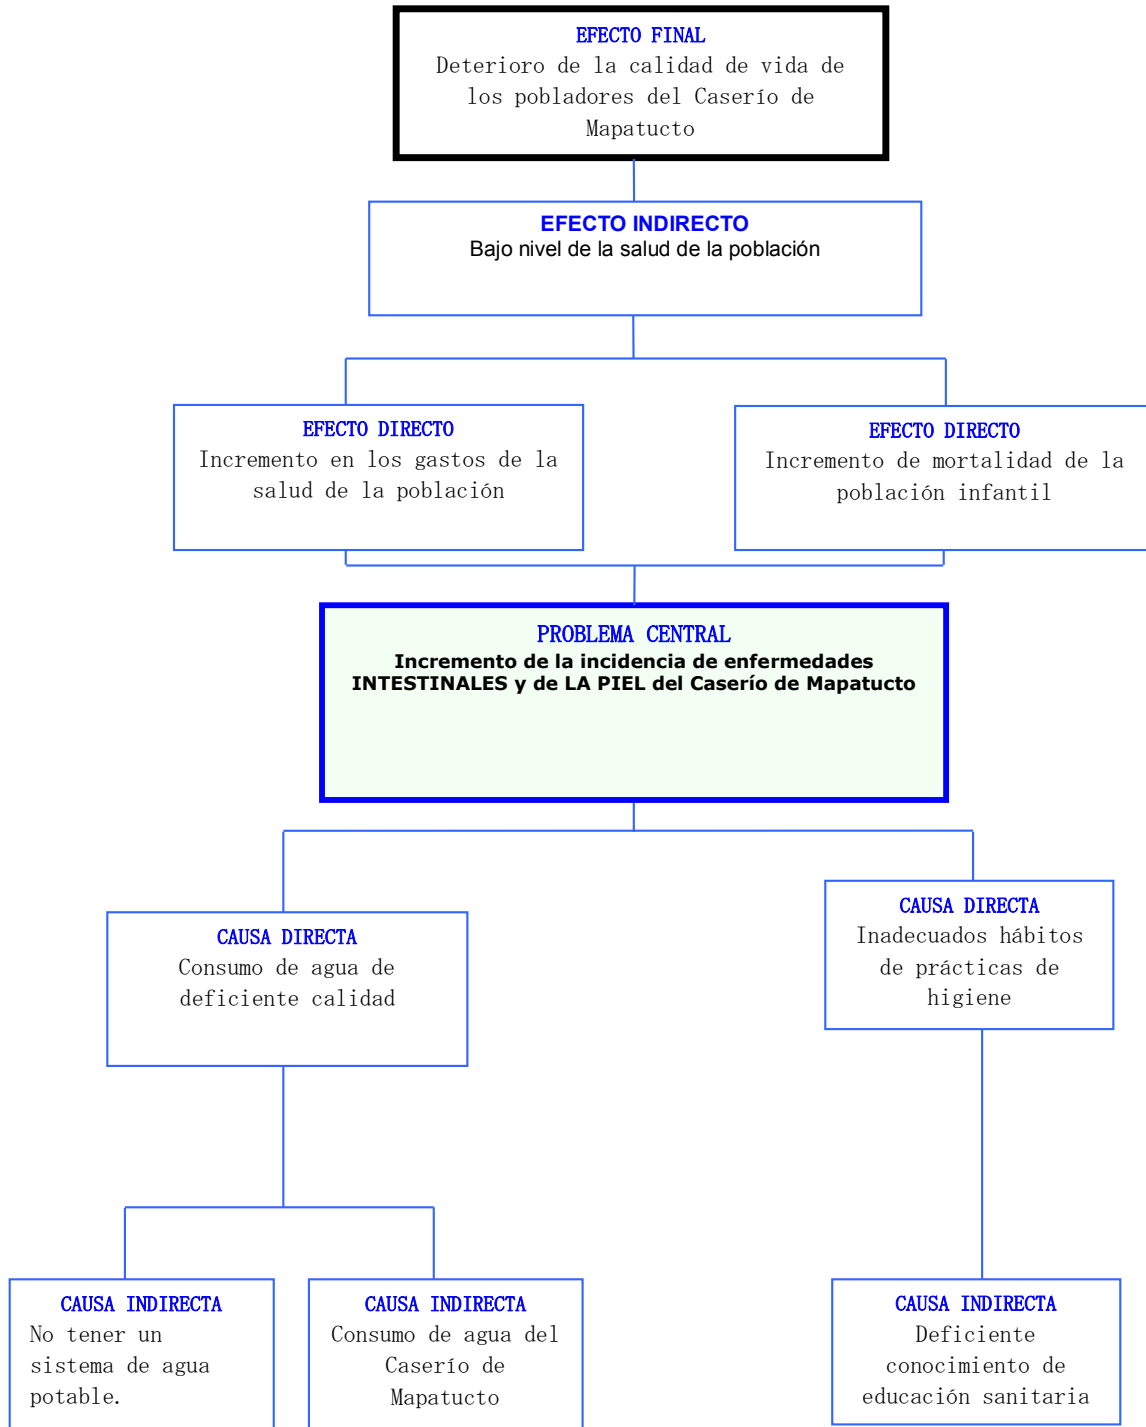 EFECTO FINAL
Deterioro de la calidad de vida de
los pobladores del Caserío de
Mapatucto
EFECTO INDIRECTO
Bajo nivel de la salud de la población
EFECTO DIRECTO
Incremento en los gastos de la
salud de la población
EFECTO DIRECTO
Incremento de mortalidad de la
población infantil
PROBLEMA CENTRAL
Incremento de la incidencia de enfermedades
INTESTINALES y de LA PIEL del Caserío de Mapatucto
CAUSA DIRECTA
Consumo de agua de
deficiente calidad
CAUSA DIRECTA
Inadecuados hábitos
de prácticas de
higiene
CAUSA INDIRECTA
No tener un
sistema de agua
potable.
CAUSA INDIRECTA
Consumo de agua del
Caserío de
Mapatucto
CAUSA INDIRECTA
Deficiente
conocimiento de
educación sanitaria